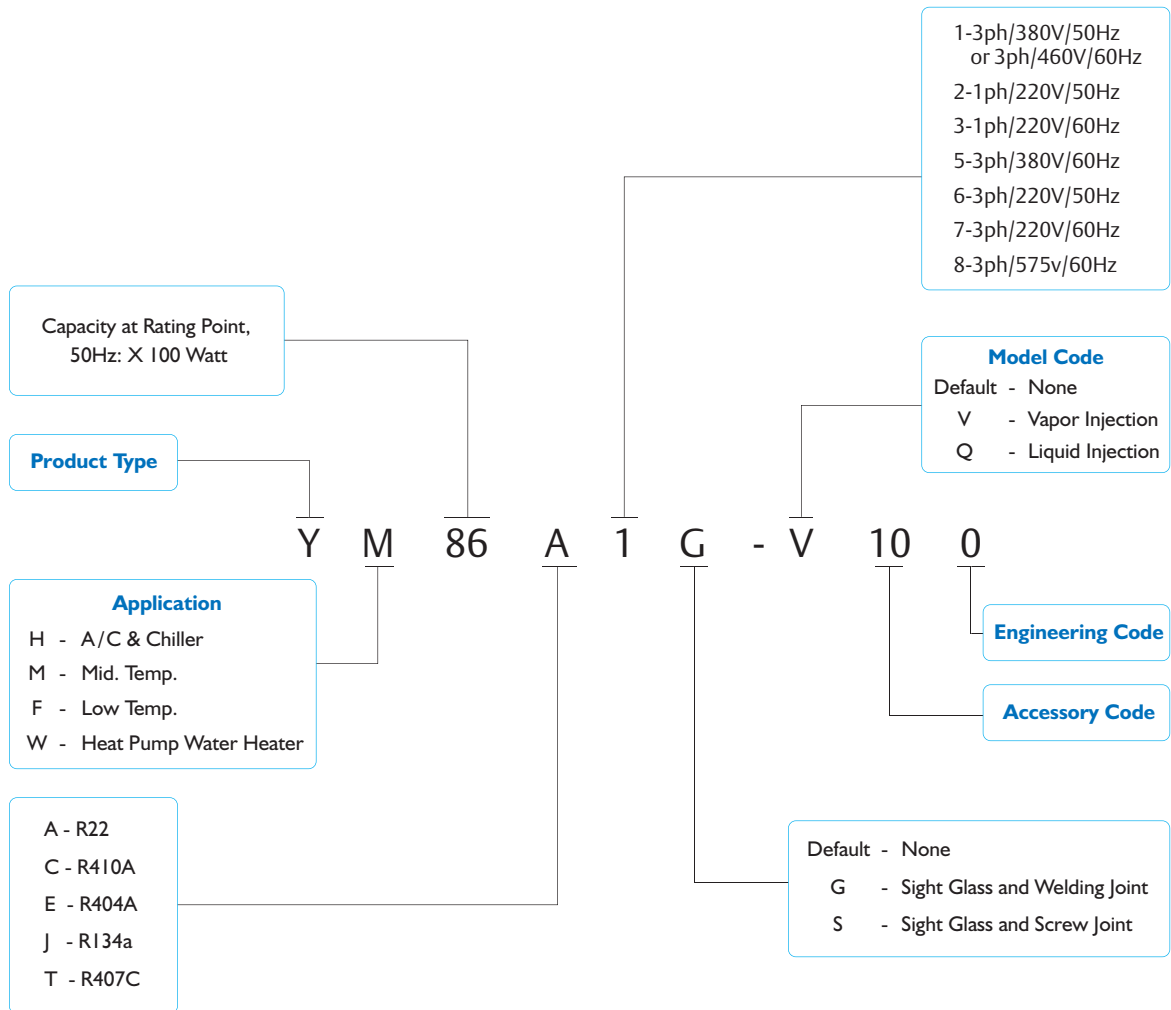 1-3ph/380V/50Hz
or 3ph/460V/60Hz
2-1ph/220V/50Hz
3-1ph/220V/60Hz
5-3ph/380V/60Hz
6-3ph/220V/50Hz
7-3ph/220V/60Hz
8-3ph/575v/60Hz
Capacity at Rating Point,
50Hz: X 100 Watt
Model Code
Default - None
V - Vapor Injection
Q - Liquid Injection
Product Type
Y M 86 A 1 G - V 10 0
Application
H - A/C & Chiller
M - Mid. Temp.
F - Low Temp.
W - Heat Pump Water Heater
Engineering Code
Accessory Code
A - R22
C - R410A
E - R404A
J - R134a
T - R407C
Default - None
G - Sight Glass and Welding Joint
S - Sight Glass and Screw Joint